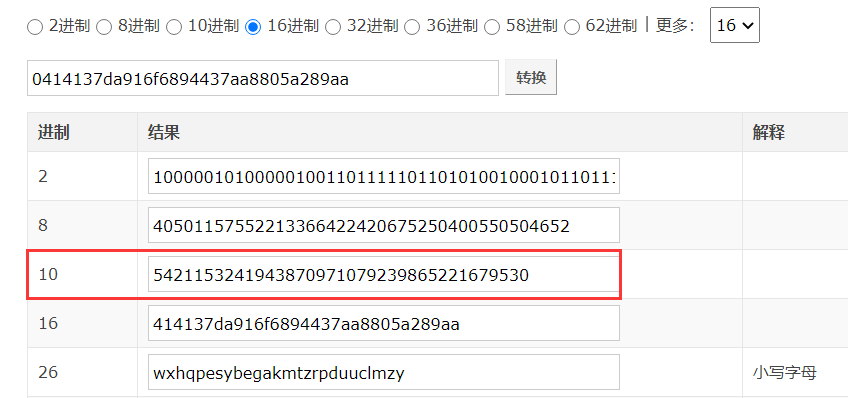 2进制 8进制 10进制 16进制 32进制 36进制 58进制 62进制 | 更多： 16
0414137da916f6894437aa8805a289aa 转换
进制 结果 解释
2 1000001010000010011011111011010100100010110111
8 40501157552213366422420675250400550504652
10 5421153241943870971079239865221679530
16 414137da916f6894437aa8805a289aa
26 wxhqpesybegakmtzrpduuclmzy 小写字母